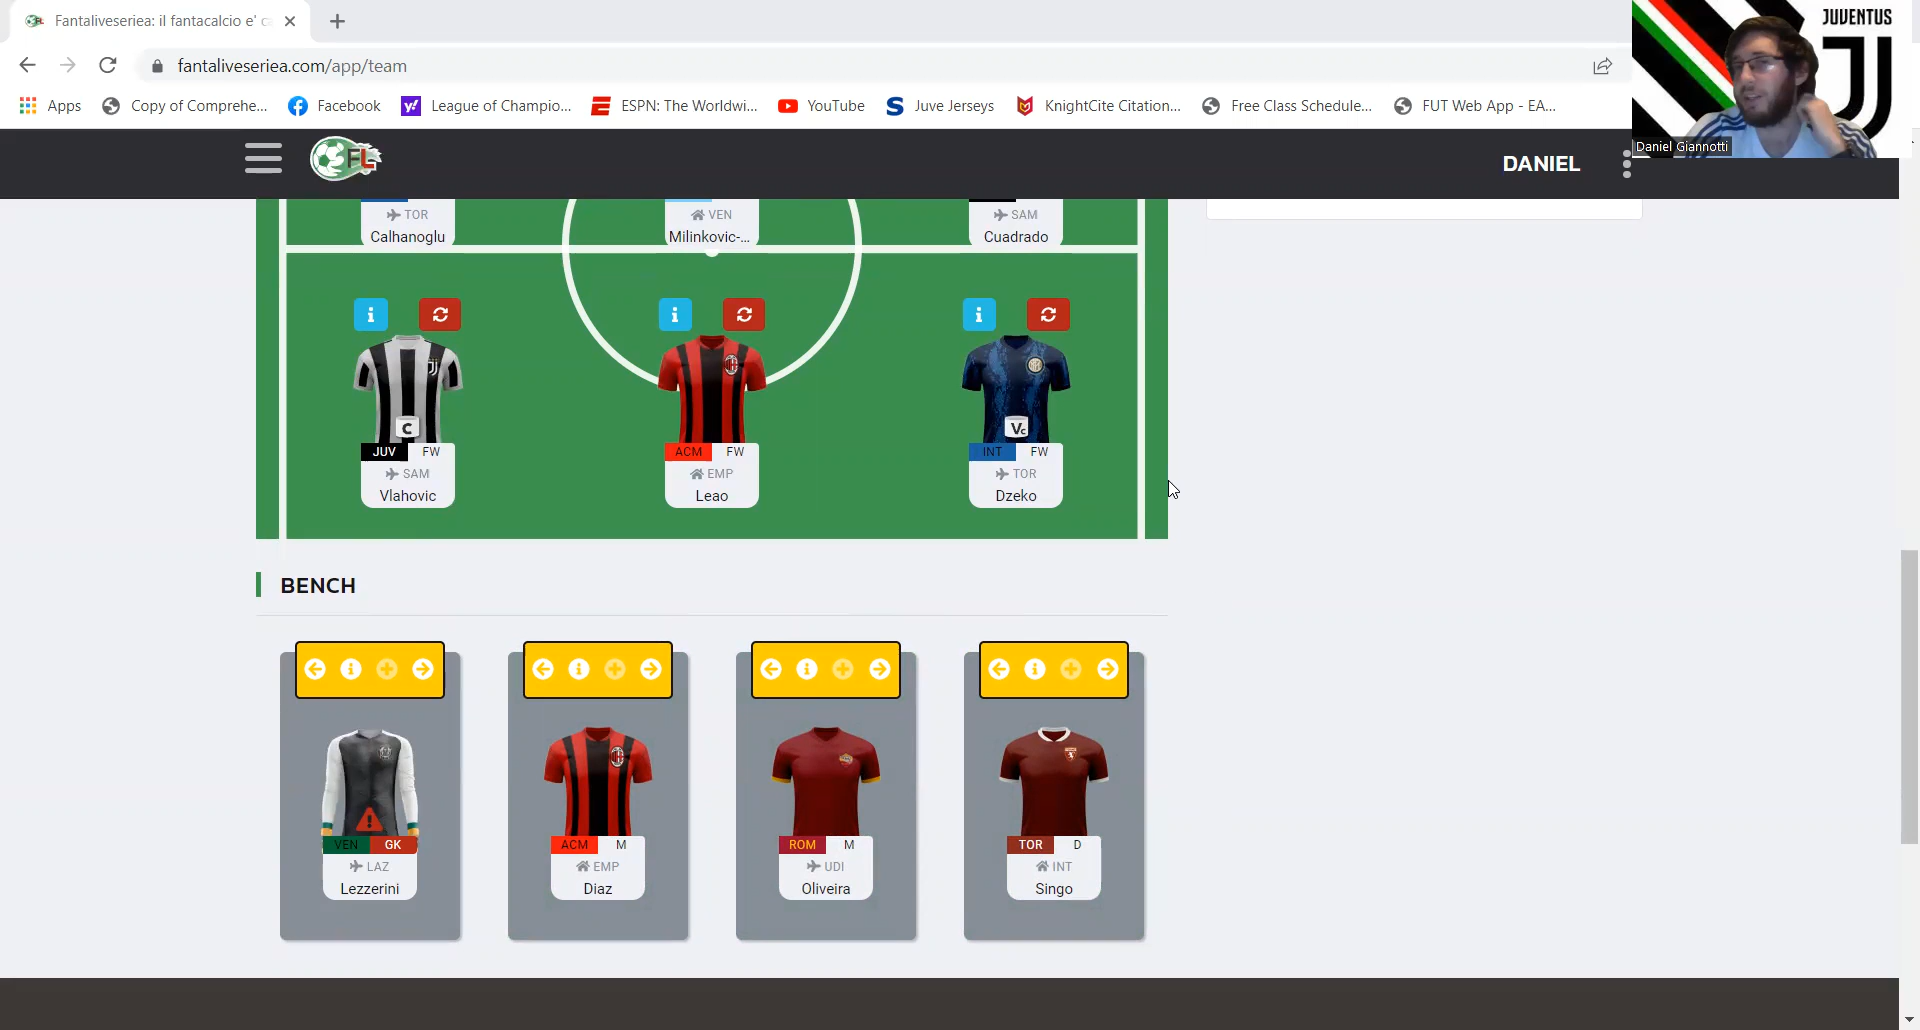 Fantaliveseriea: il fantacalcio e' c
fantaliveseriea.com/app/team
Apps
Copy of Comprehe...
Facebook
League of Champio...
ESPN: The Worldwi...
YouTube
Juve Jerseys
KnightCite Citation...
Free Class Schedule...
FUT Web App - EA...
JUVENTUS
Daniel Giannotti
FL
DANIEL
TOR
Calhanoglu
VEN
Milinkovic-...
SAM
Cuadrado
C
JUV FW
SAM
Vlahovic
ACM FW
EMP
Leao
Vc
INT FW
TOR
Dzeko
BENCH
VEN GK
LAZ
Lezzerini
ACM M
EMP
Diaz
ROM M
UDI
Oliveira
TOR D
INT
Singo